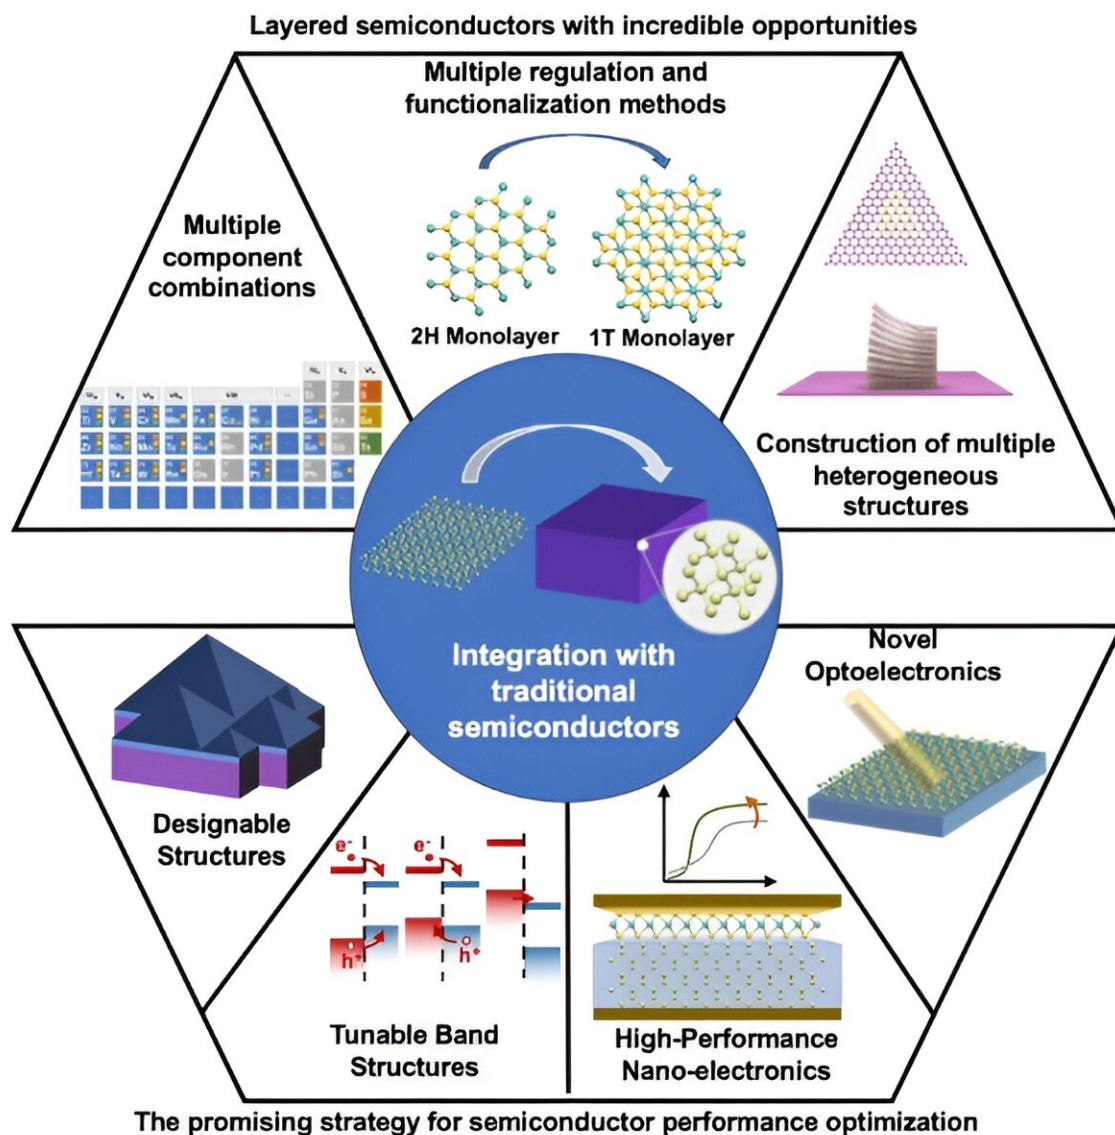 Layered semiconductors with incredible opportunities
Multiple regulation and
functionalization methods
Multiple
component
combinations
2H Monolayer
1T Monolayer
Construction of multiple
heterogeneous
structures
Integration with
traditional
semiconductors
Novel
Optoelectronics
Designable
Structures
e-
e-
h+
h+
Tunable Band
Structures
High-Performance
Nano-electronics
The promising strategy for semiconductor performance optimization